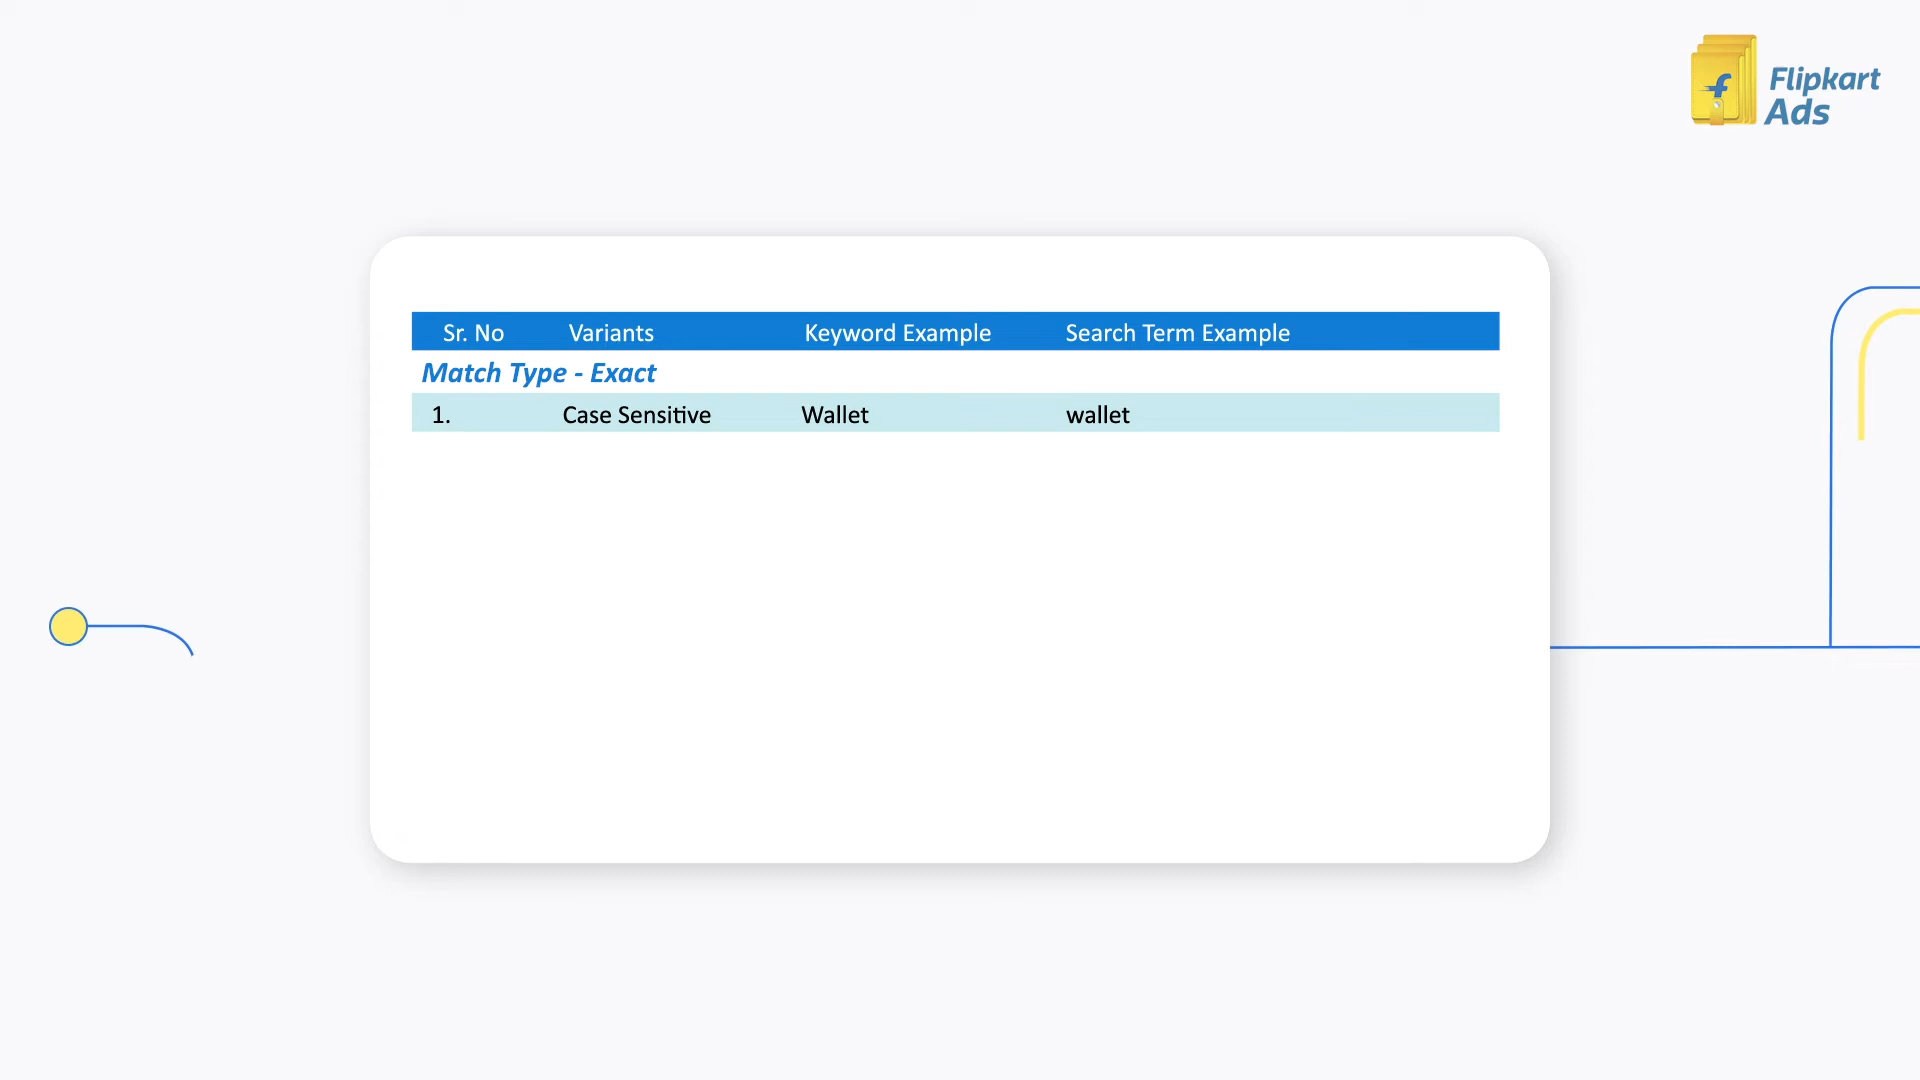 Flipkart
Ads
Sr. No Variants Keyword Example Search Term Example
Match Type - Exact
1. Case Sensitive Wallet wallet